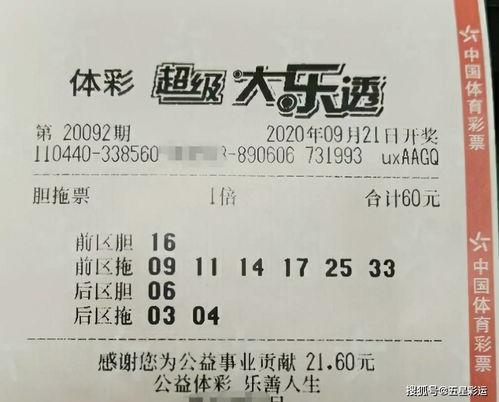 体彩 超级大乐透
第 20092期 2020年09月21日开奖
110440-338560 -890606 731993 uxAAGQ
胆拖票 1倍 合计60元
前区胆 16
前区拖 09 11 14 17 25 33
后区胆 06
后区拖 03 04
感谢您为公益事业贡献 21.60元
公益体彩 乐善人生
中国体育彩票
中国体育彩票
搜狐号@五星彩运